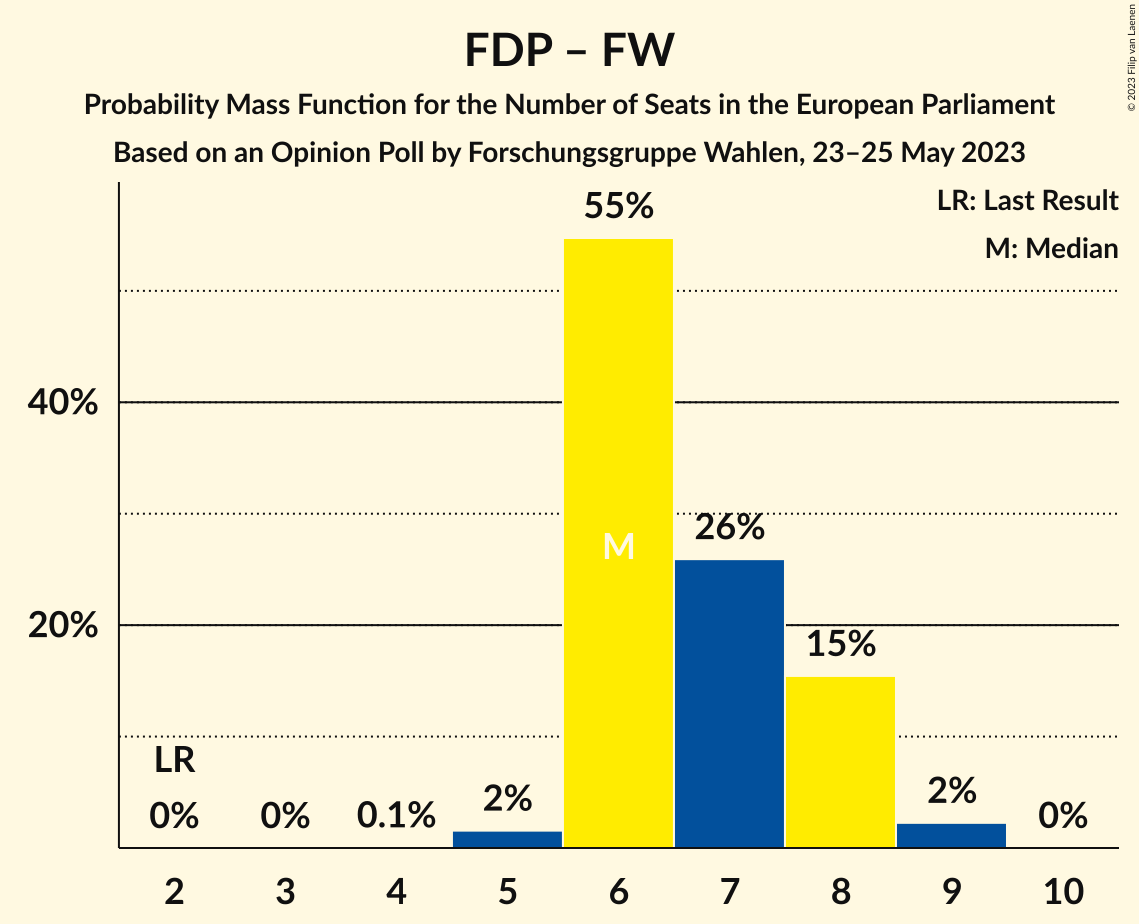 FDP – FW
Probability Mass Function for the Number of Seats in the European Parliament
Based on an Opinion Poll by Forschungsgruppe Wahlen, 23–25 May 2023
© 2023 Filip van Laenen
LR: Last Result
M: Median
55%
40%
M
26%
20%
15%
LR
0%
0%
0.1%
2%
2%
0%
2
3
4
5
6
7
8
9
10